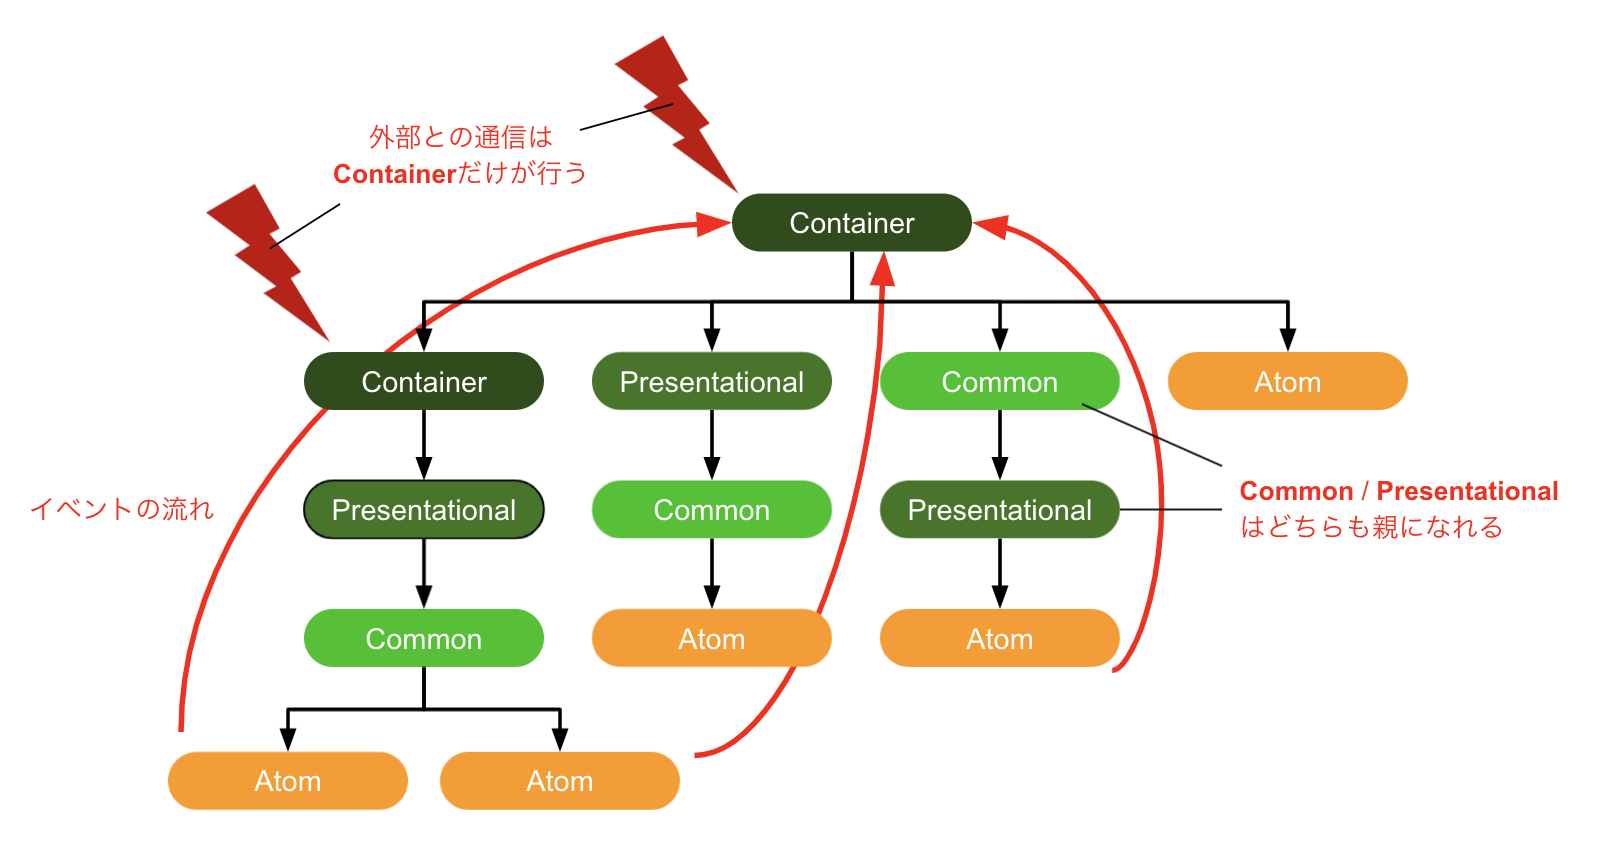 外部との通信は
Containerだけが行う
Container
Container
Presentational
Common
Atom
Presentational
Common
Presentational
Common / Presentational
はどちらも親になれる
イベントの流れ
Common
Atom
Atom
Atom
Atom